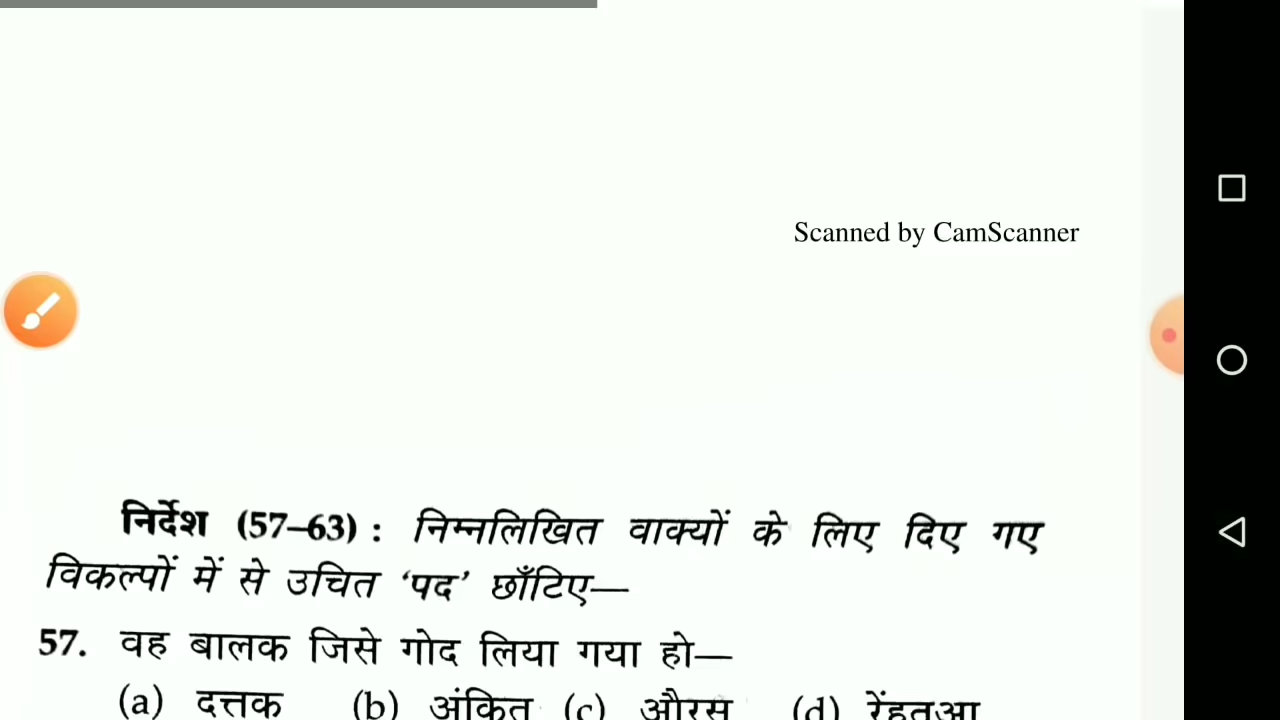 Scanned by CamScanner
निर्देश (57–63) : निम्नलिखित वाक्यों के लिए दिए गए
विकल्पों में से उचित ‘पद’ छाँटिए—
57. वह बालक जिसे गोद लिया गया हो—
(a) दत्तक (b) अंकित (c) औरस (d)